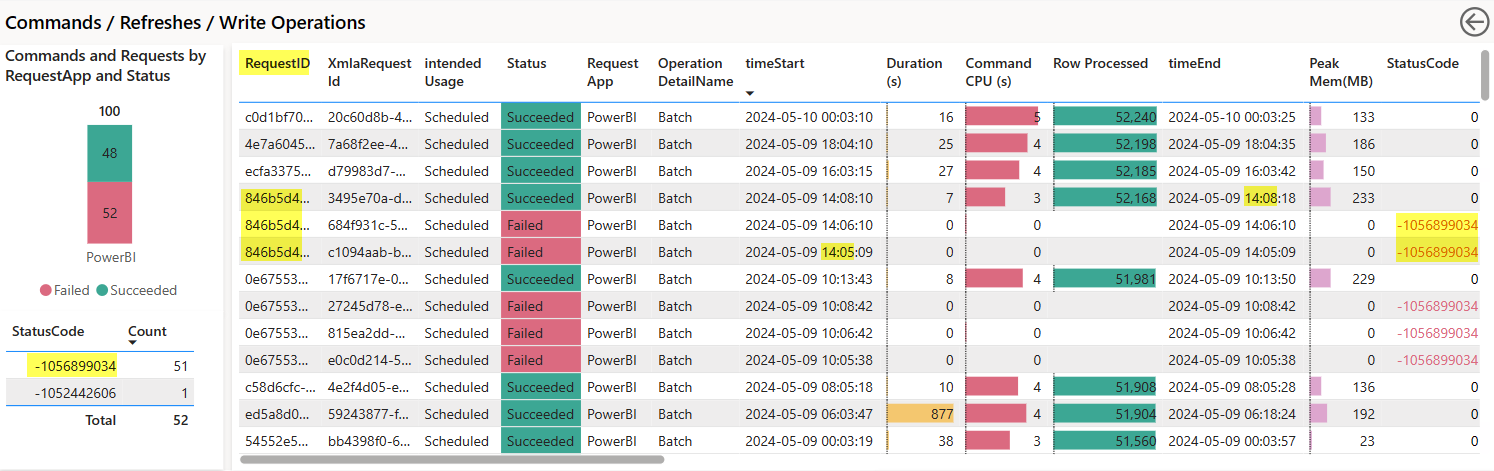 Commands / Refreshes / Write Operations
Commands and Requests by
RequestApp and Status
100
48
52
PowerBI
Failed Succeeded
StatusCode Count
-1056899034 51
-1052442606 1
Total 52
RequestID XmlaRequest Id intended Usage Status Request App Operation DetailName timeStart Duration (s) Command CPU (s) Row Processed timeEnd Peak Mem(MB) StatusCode
c0d1bf70... 20c60d8b-4... Scheduled Succeeded PowerBI Batch 2024-05-10 00:03:10 16 5 52,240 2024-05-10 00:03:25 133 0
4e7a6045... 7a68f2ee-4... Scheduled Succeeded PowerBI Batch 2024-05-09 18:04:10 25 4 52,198 2024-05-09 18:04:35 186 0
ecfa3375... d79983d7-... Scheduled Succeeded PowerBI Batch 2024-05-09 16:03:15 27 4 52,185 2024-05-09 16:03:42 150 0
846b5d4... 3495e70a-d... Scheduled Succeeded PowerBI Batch 2024-05-09 14:08:10 7 3 52,168 2024-05-09 14:08:18 233 0
846b5d4... 684f931c-5... Scheduled Failed PowerBI Batch 2024-05-09 14:06:10 0 0 2024-05-09 14:06:10 0 -1056899034
846b5d4... c1094aab-b... Scheduled Failed PowerBI Batch 2024-05-09 14:05:09 0 0 2024-05-09 14:05:09 0 -1056899034
0e67553... 17f6717e-0... Scheduled Succeeded PowerBI Batch 2024-05-09 10:13:43 8 4 51,981 2024-05-09 10:13:50 229 0
0e67553... 27245d78-e... Scheduled Failed PowerBI Batch 2024-05-09 10:08:42 0 0 2024-05-09 10:08:42 0 -1056899034
0e67553... 815ea2dd-... Scheduled Failed PowerBI Batch 2024-05-09 10:06:42 0 0 2024-05-09 10:06:42 0 -1056899034
0e67553... e0c0d214-5... Scheduled Failed PowerBI Batch 2024-05-09 10:05:38 0 0 2024-05-09 10:05:38 0 -1056899034
c58d6cfc-... 4e2f4d05-e... Scheduled Succeeded PowerBI Batch 2024-05-09 08:05:18 10 4 51,908 2024-05-09 08:05:28 136 0
ed5a8d0... 59243877-f... Scheduled Succeeded PowerBI Batch 2024-05-09 06:03:47 877 4 51,904 2024-05-09 06:18:24 192 0
54552e5... bb4398f0-6... Scheduled Succeeded PowerBI Batch 2024-05-09 00:03:19 38 3 51,560 2024-05-09 00:03:57 23 0